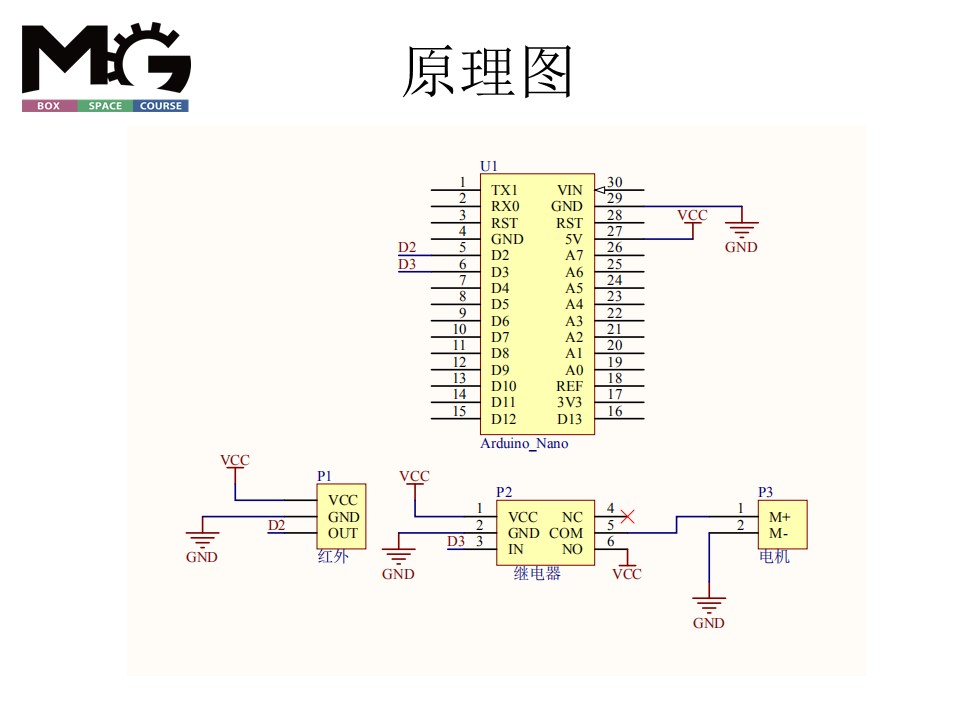 MG
BOX SPACE COURSE
原理图
U1
1 TX1 VIN 30
2 RX0 GND 29
3 RST RST 28
4 GND 5V 27
D2 5 D2 A7 26
D3 6 D3 A6 25
7 D4 A5 24
8 D5 A4 23
9 D6 A3 22
10 D7 A2 21
11 D8 A1 20
12 D9 A0 19
13 D10 REF 18
14 D11 3V3 17
15 D12 D13 16
VCC
GND
Arduino_Nano
VCC
P1
VCC
GND
D2 OUT
GND
红外
VCC
P2
1 VCC NC 4
2 GND COM 5
D3 3 IN NO 6
GND
继电器
VCC
P3
1 M+
2 M-
电机
GND